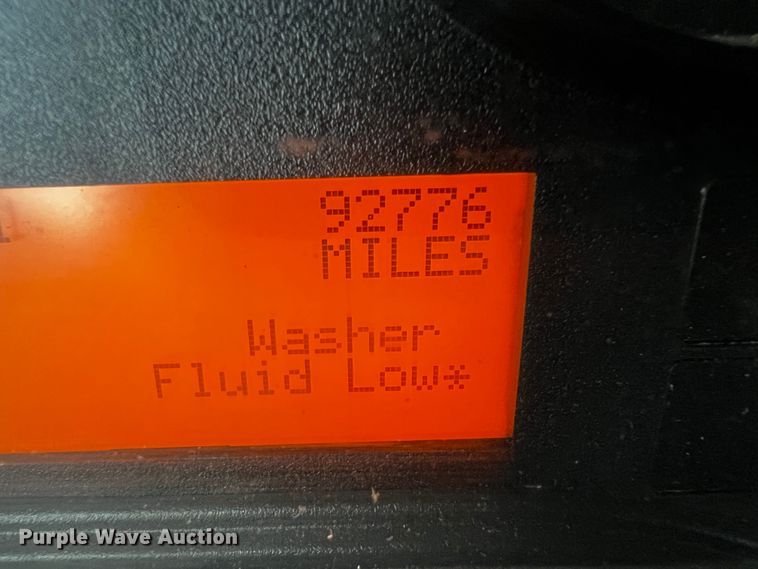 92776
MILES
Washer
Fluid Low*
Purple Wave Auction